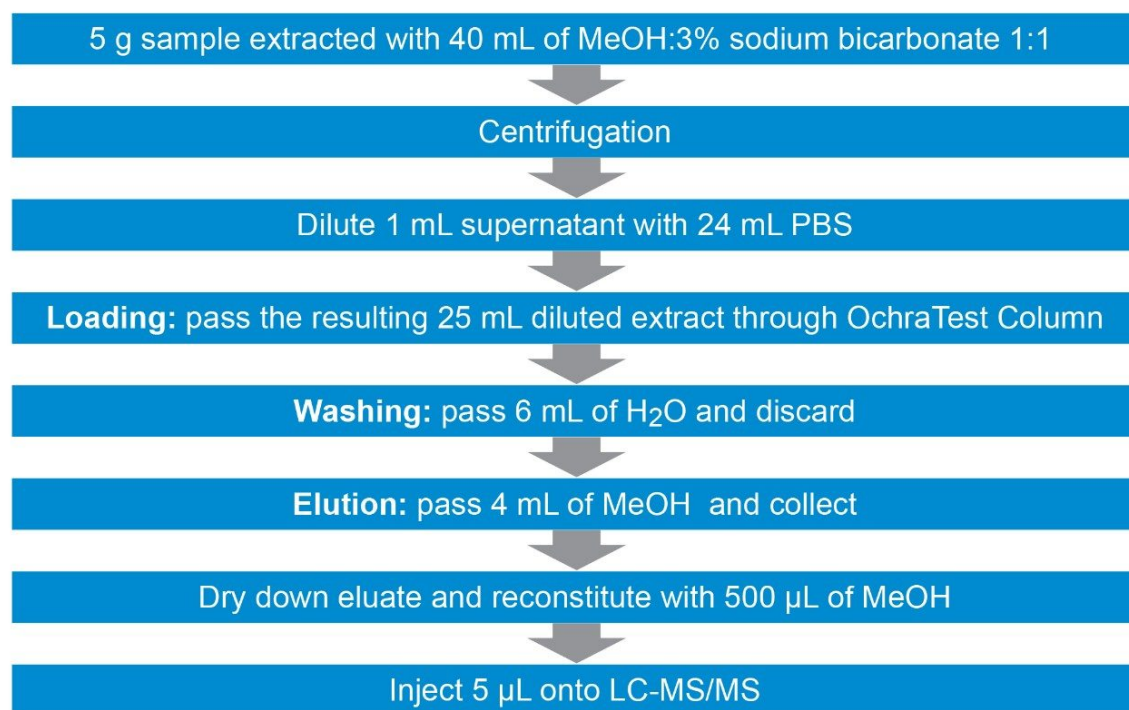 5 g sample extracted with 40 mL of MeOH:3% sodium bicarbonate 1:1
Centrifugation
Dilute 1 mL supernatant with 24 mL PBS
Loading: pass the resulting 25 mL diluted extract through OchraTest Column
Washing: pass 6 mL of H₂O and discard
Elution: pass 4 mL of MeOH  and collect
Dry down eluate and reconstitute with 500 µL of MeOH
Inject 5 µL onto LC-MS/MS